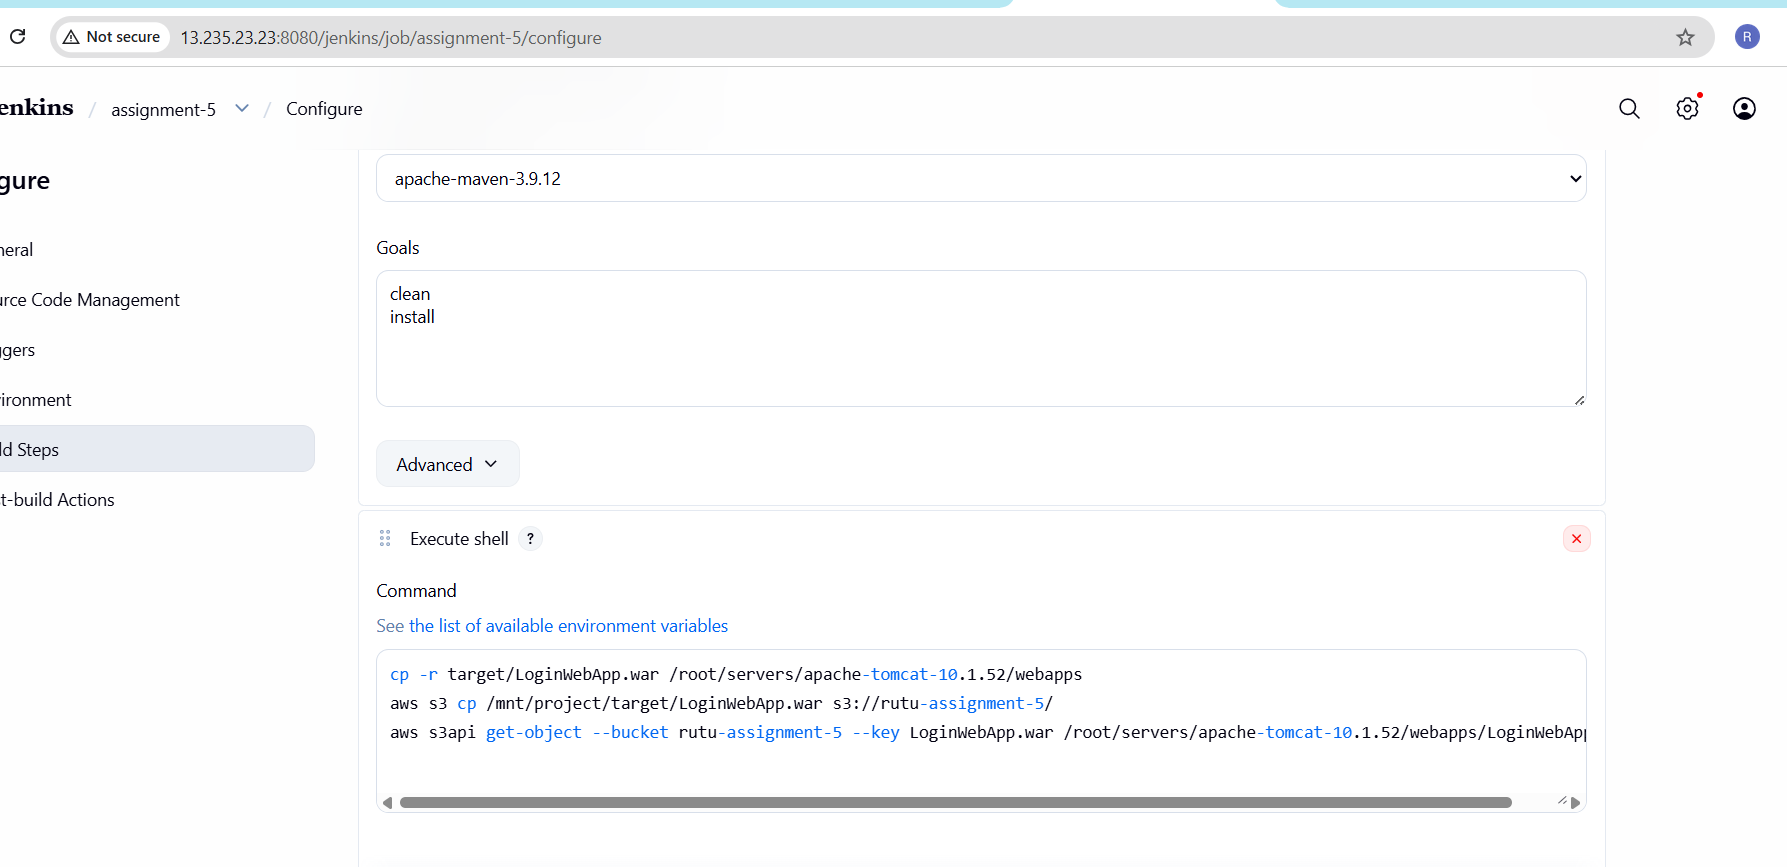 Not secure 13.235.23.23:8080/jenkins/job/assignment-5/configure R
enkins / assignment-5 / Configure
gure
neral
urce Code Management
ggers
vironment
ld Steps
t-build Actions
apache-maven-3.9.12
Goals
clean
install
Advanced
Execute shell ?
Command
See the list of available environment variables
cp -r target/LoginWebApp.war /root/servers/apache-tomcat-10.1.52/webapps
aws s3 cp /mnt/project/target/LoginWebApp.war s3://rutu-assignment-5/
aws s3api get-object --bucket rutu-assignment-5 --key LoginWebApp.war /root/servers/apache-tomcat-10.1.52/webapps/LoginWebAp